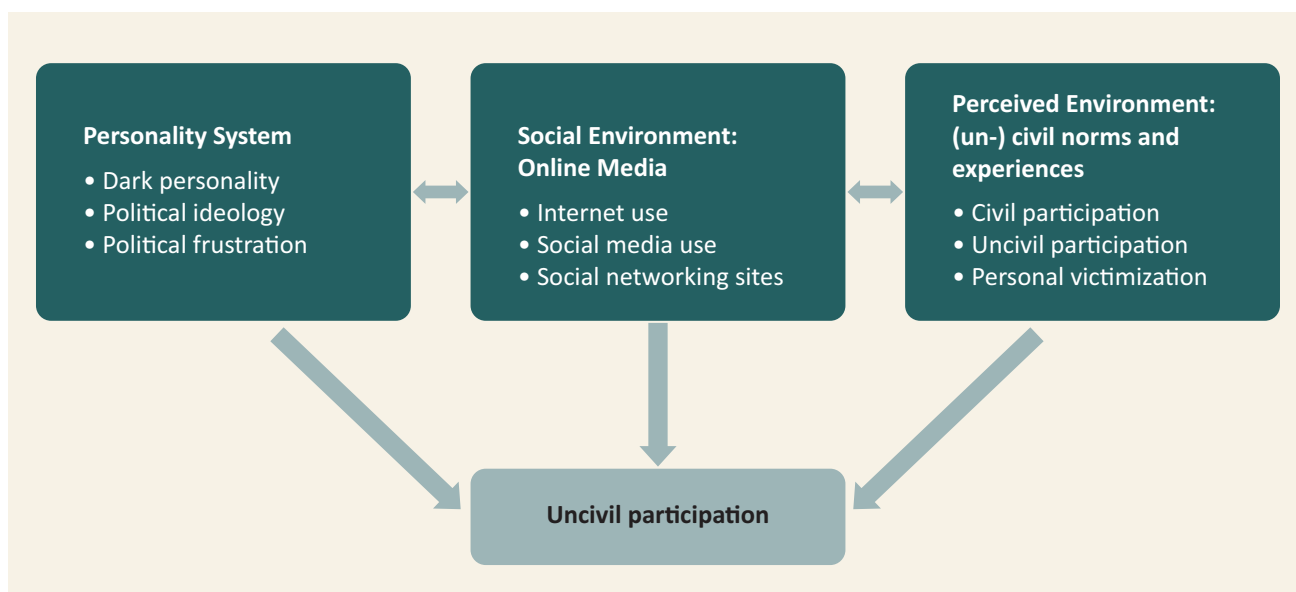 Personality System
• Dark personality
• Political ideology
• Political frustration
Social Environment:
Online Media
• Internet use
• Social media use
• Social networking sites
Perceived Environment:
(un-) civil norms and
experiences
• Civil participation
• Uncivil participation
• Personal victimization
Uncivil participation